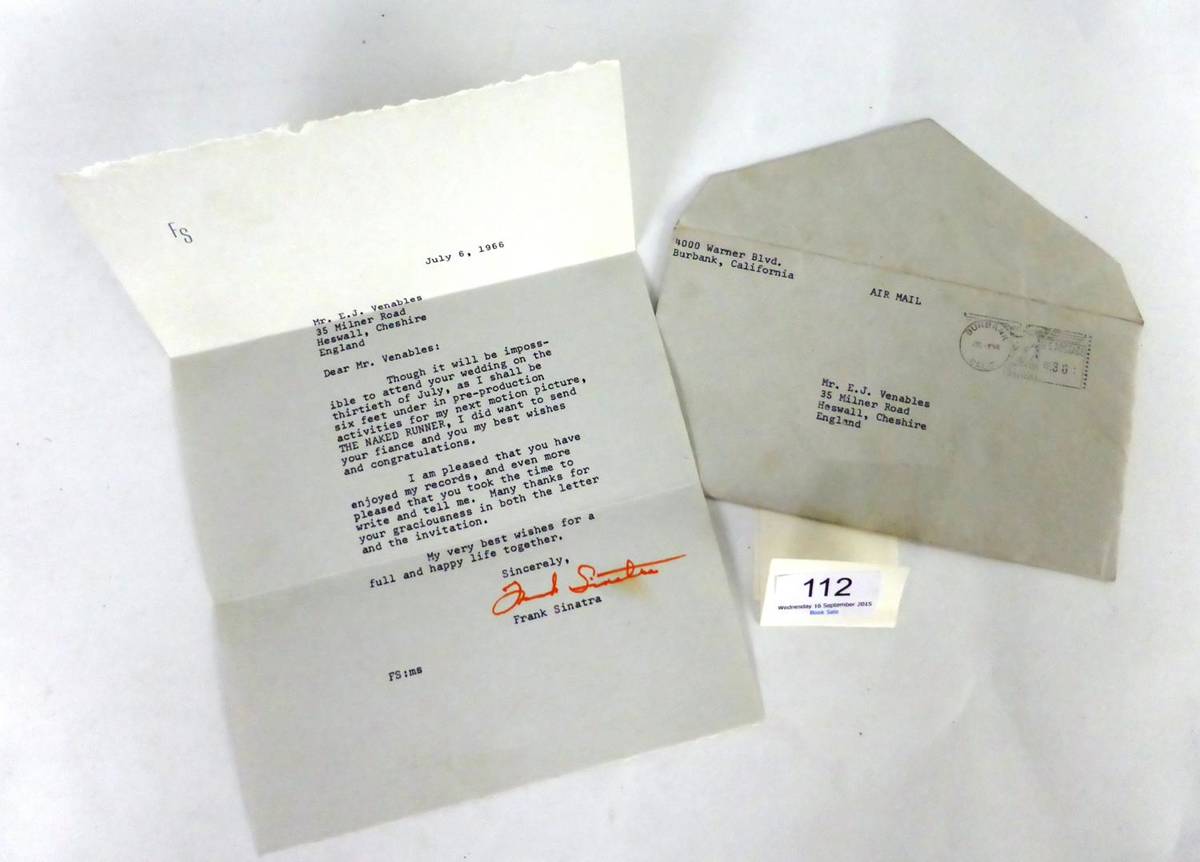 FS
July 6, 1966
Mr. E.J. Venables
35 Milner Road
Heswall, Cheshire
England
Dear Mr. Venables:
Though it will be imposs-
ible to attend your wedding on the
thirtieth of July, as I shall be
six feet under in pre-production
activities for my next motion picture,
THE NAKED RUNNER, I did want to send
your fiance and you my best wishes
and congratulations.
I am pleased that you have
enjoyed my records, and even more
pleased that you took the time to
write and tell me. Many thanks for
your graciousness in both the letter
and the invitation.
My very best wishes for a
full and happy life together.
Sincerely,
Frank Sinatra
Frank Sinatra
FS:ms
4000 Warner Blvd.
Burbank, California
AIR MAIL
BURBANK
CALIF
30
Mr. E.J. Venables
35 Milner Road
Heswall, Cheshire
England
112
Wednesday 16 September 2015
Book Sale